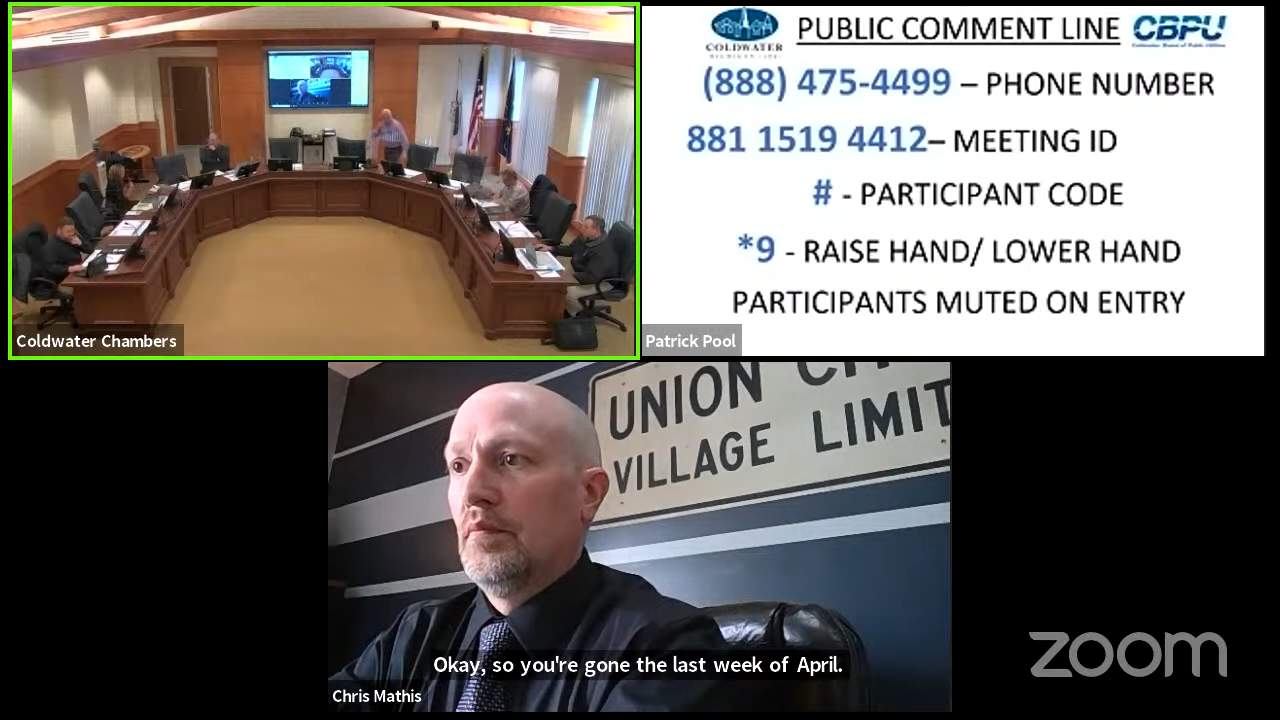 COLDWATER
PUBLIC COMMENT LINE
CBPU
(888) 475-4499 – PHONE NUMBER
881 1519 4412– MEETING ID
# - PARTICIPANT CODE
*9 - RAISE HAND/ LOWER HAND
PARTICIPANTS MUTED ON ENTRY
Coldwater Chambers
Patrick Pool
UNION
VILLAGE LIMIT
Okay, so you're gone the last week of April.
Chris Mathis
zoom